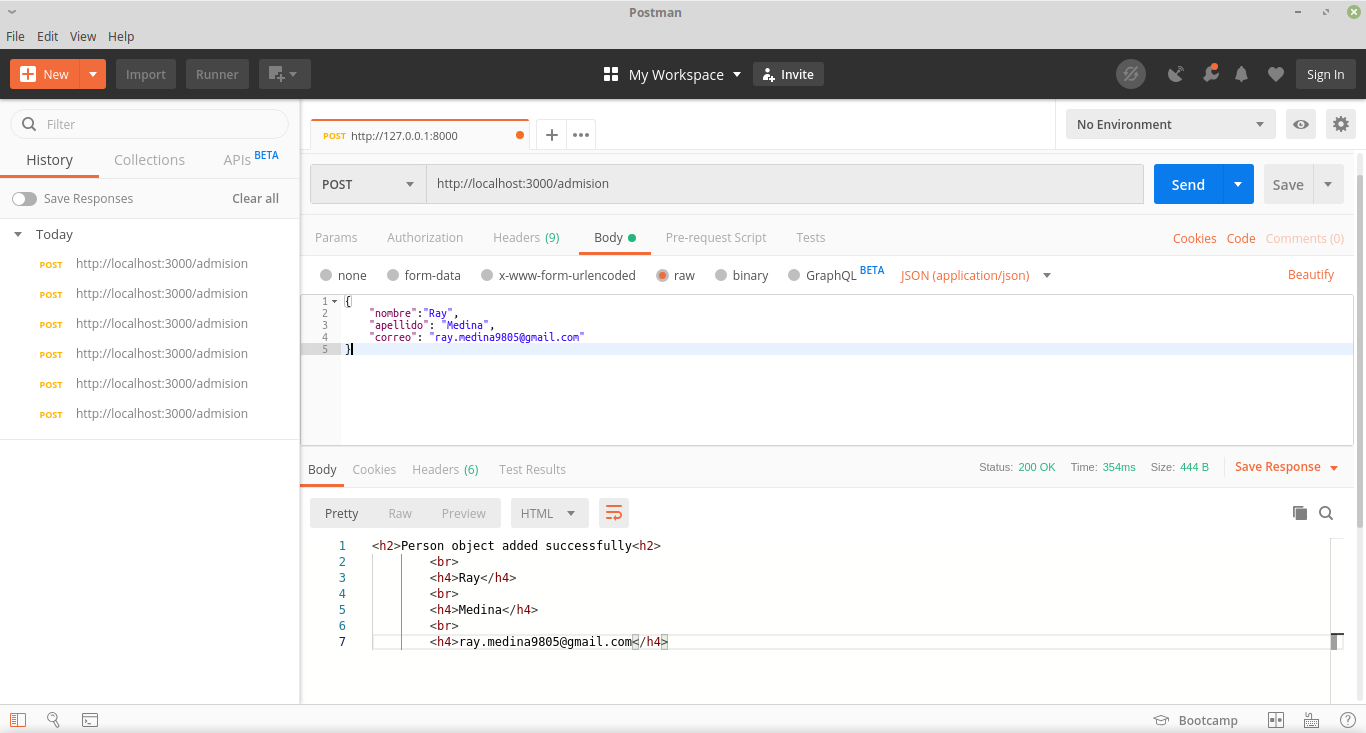 Postman
File Edit View Help
New Import Runner My Workspace Invite Sign In
Filter
History Collections APIs BETA
Save Responses Clear all
Today
POST http://localhost:3000/admision
POST http://localhost:3000/admision
POST http://localhost:3000/admision
POST http://localhost:3000/admision
POST http://localhost:3000/admision
POST http://localhost:3000/admision
POST http://127.0.0.1:8000
No Environment
POST http://localhost:3000/admision Send Save
Params Authorization Headers (9) Body Pre-request Script Tests Cookies Code Comments (0)
none form-data x-www-form-urlencoded raw binary GraphQL BETA JSON (application/json) Beautify
1 {
2 "nombre":"Ray",
3 "apellido": "Medina",
4 "correo": "ray.medina9805@gmail.com"
5 }
Body Cookies Headers (6) Test Results Status: 200 OK Time: 354ms Size: 444 B Save Response
Pretty Raw Preview HTML
1 <h2>Person object added successfully<h2>
2 <br>
3 <h4>Ray</h4>
4 <br>
5 <h4>Medina</h4>
6 <br>
7 <h4>ray.medina9805@gmail.com</h4>
Bootcamp